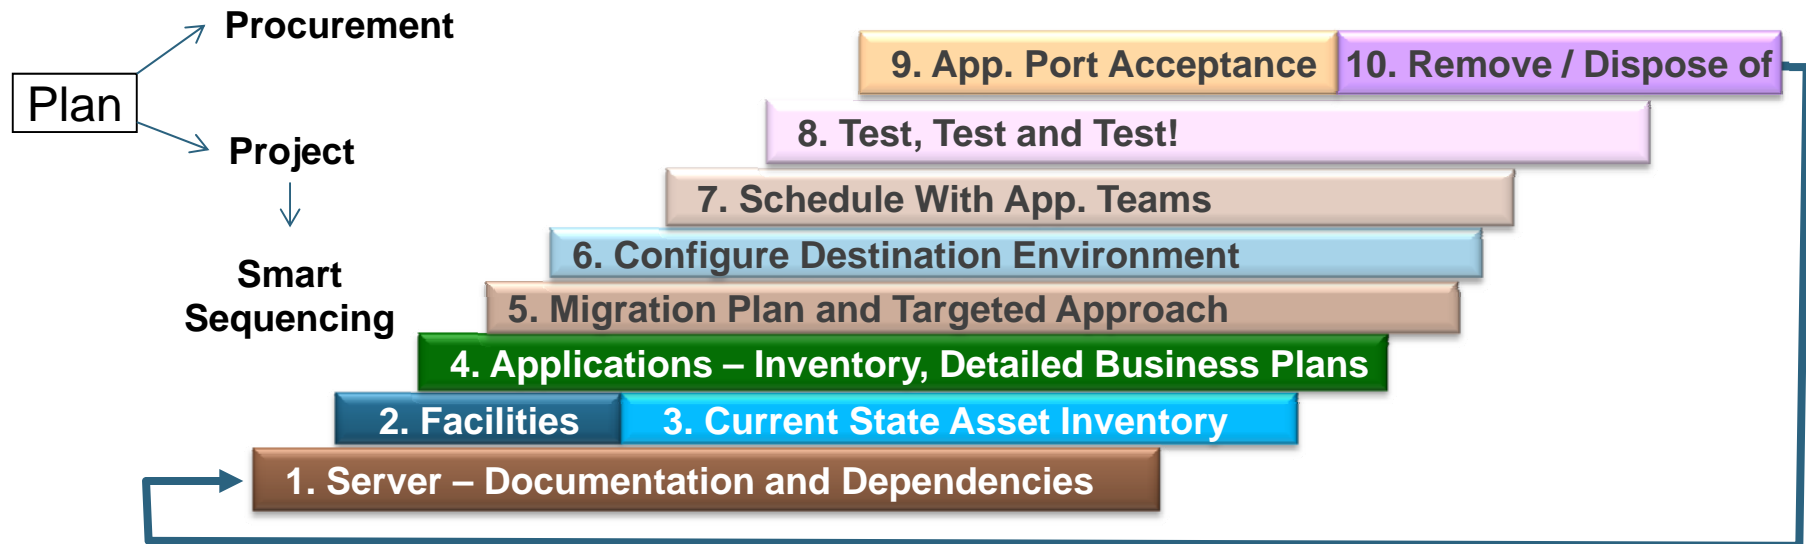 Plan
Procurement
Project
Smart
Sequencing
9. App. Port Acceptance
10. Remove / Dispose of
8. Test, Test and Test!
7. Schedule With App. Teams
6. Configure Destination Environment
5. Migration Plan and Targeted Approach
4. Applications – Inventory, Detailed Business Plans
2. Facilities
3. Current State Asset Inventory
1. Server – Documentation and Dependencies